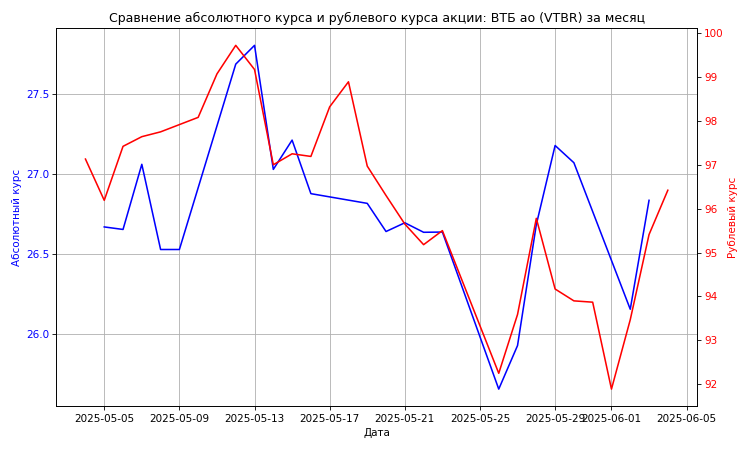 Сравнение абсолютного курса и рублевого курса акции: ВТБ ао (VTBR) за месяц
Абсолютный курс
27.5
27.0
26.5
26.0
100
99
98
97
96
95
94
93
92
Рублевый курс
2025-05-05 2025-05-09 2025-05-13 2025-05-17 2025-05-21 2025-05-25 2025-05-29 2025-06-01 2025-06-05
Дата